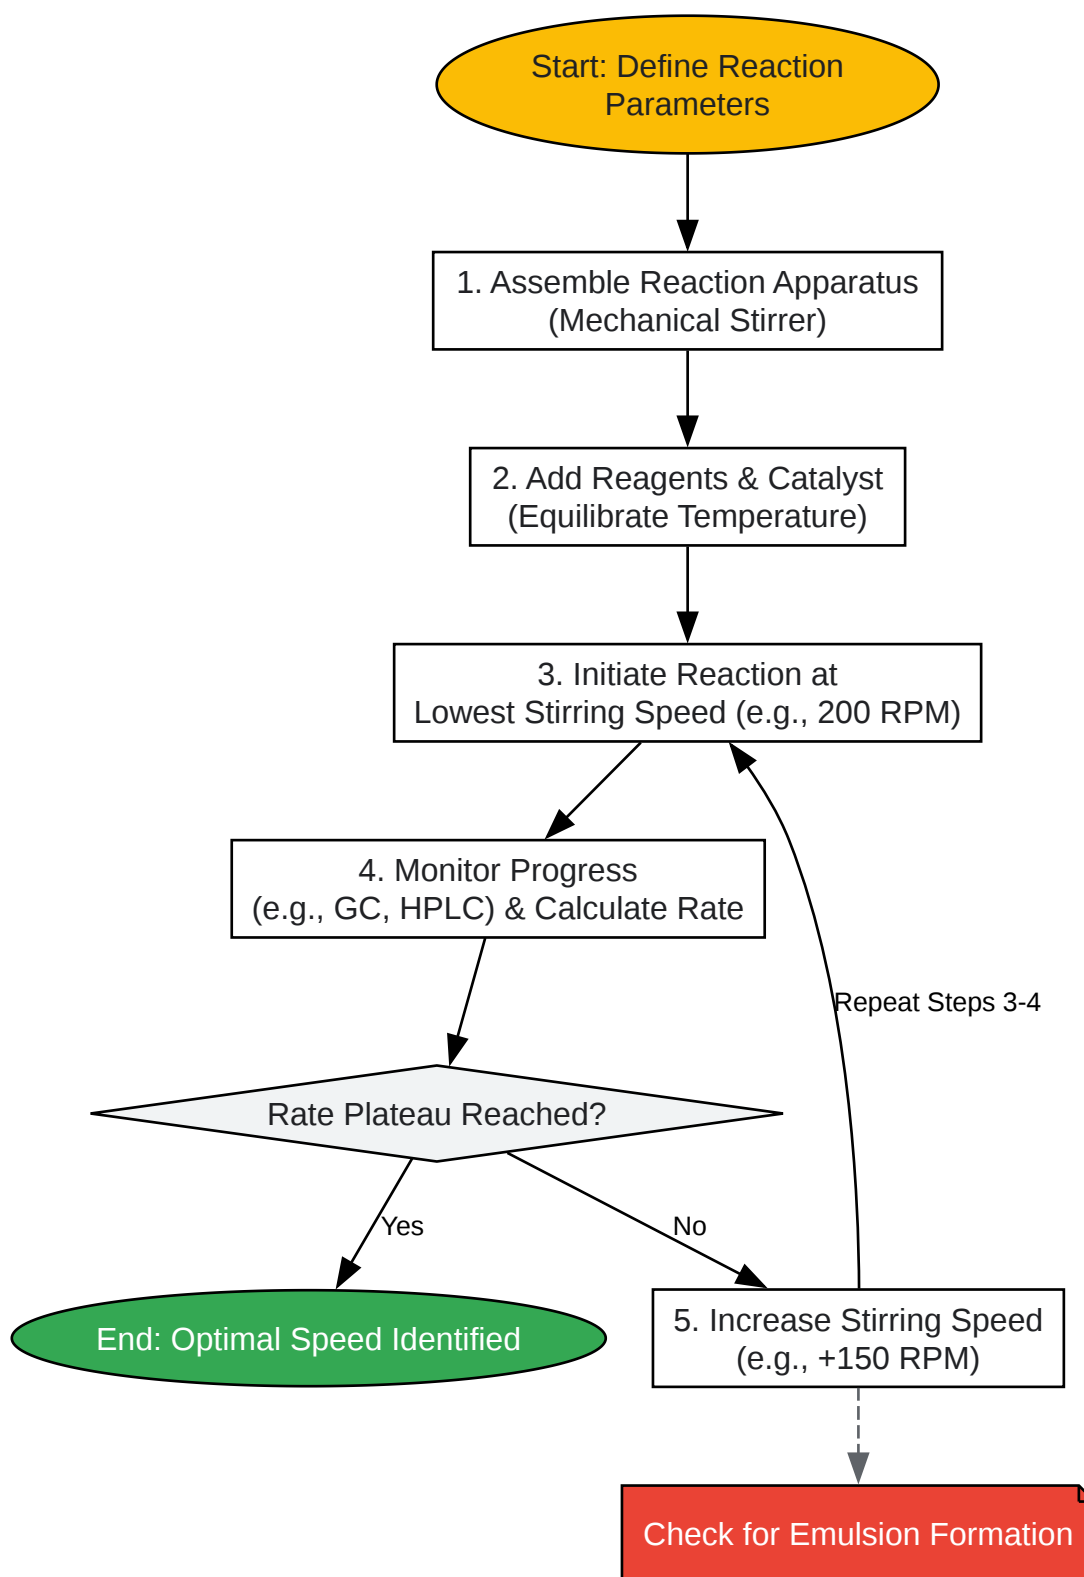 Start: Define Reaction
Parameters
1. Assemble Reaction Apparatus
(Mechanical Stirrer)
2. Add Reagents & Catalyst
(Equilibrate Temperature)
3. Initiate Reaction at
Lowest Stirring Speed (e.g., 200 RPM)
4. Monitor Progress
(e.g., GC, HPLC) & Calculate Rate
Repeat Steps 3-4
Rate Plateau Reached?
Yes
No
End: Optimal Speed Identified
5. Increase Stirring Speed
(e.g., +150 RPM)
Check for Emulsion Formation